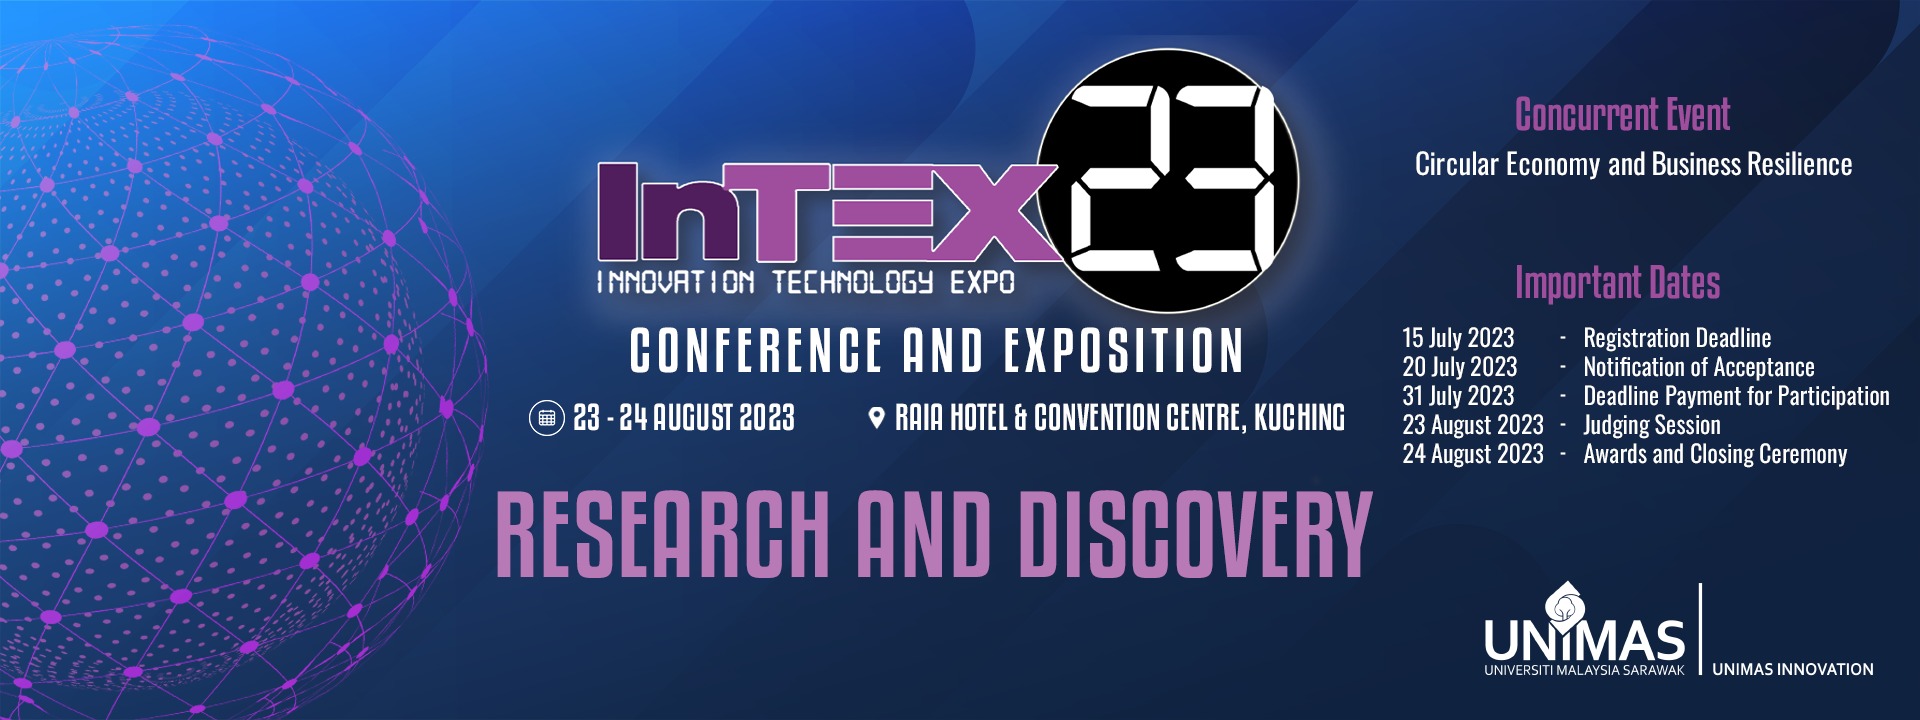 InTEX 23
INNOVATION TECHNOLOGY EXPO
CONFERENCE AND EXPOSITION
23 - 24 AUGUST 2023
RAIA HOTEL & CONVENTION CENTRE, KUCHING
RESEARCH AND DISCOVERY
Concurrent Event
Circular Economy and Business Resilience
Important Dates
15 July 2023 - Registration Deadline
20 July 2023 - Notification of Acceptance
31 July 2023 - Deadline Payment for Participation
23 August 2023 - Judging Session
24 August 2023 - Awards and Closing Ceremony
UNIMAS
UNIVERSITI MALAYSIA SARAWAK
UNIMAS INNOVATION